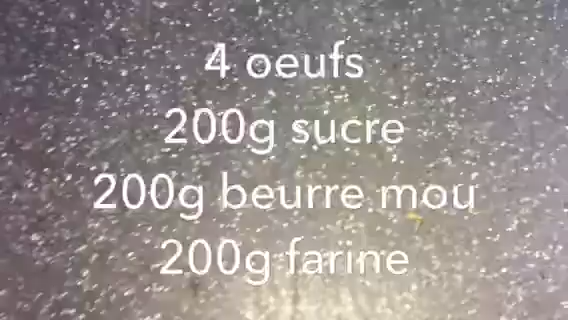 4 oeufs
200g sucre
200g beurre mou
200g farine